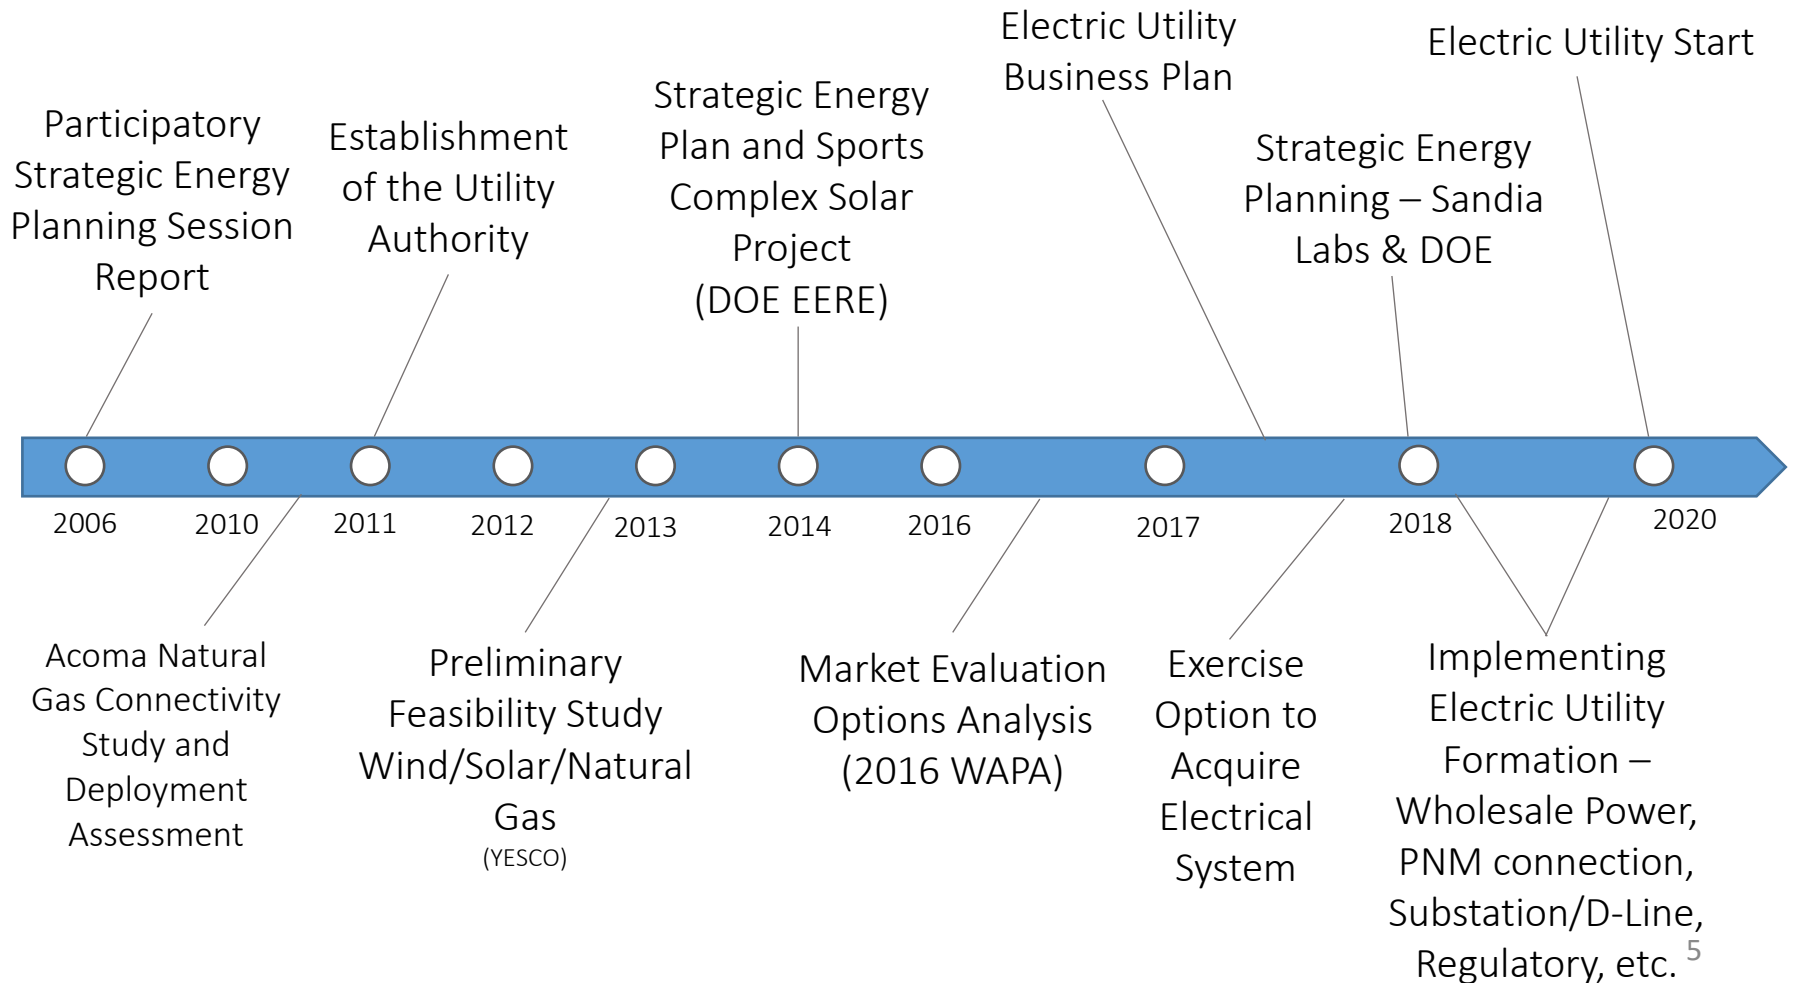 Participatory
Strategic Energy
Planning Session
Report
Establishment
of the Utility
Authority
Strategic Energy
Plan and Sports
Complex Solar
Project
(DOE EERE)
Electric Utility
Business Plan
Strategic Energy
Planning – Sandia
Labs & DOE
Electric Utility Start
2006
2010
2011
2012
2013
2014
2016
2017
2018
2020
Acoma Natural
Gas Connectivity
Study and
Deployment
Assessment
Preliminary
Feasibility Study
Wind/Solar/Natural
Gas
(YESCO)
Market Evaluation
Options Analysis
(2016 WAPA)
Exercise
Option to
Acquire
Electrical
System
Implementing
Electric Utility
Formation –
Wholesale Power,
PNM connection,
Substation/D-Line,
Regulatory, etc.
5